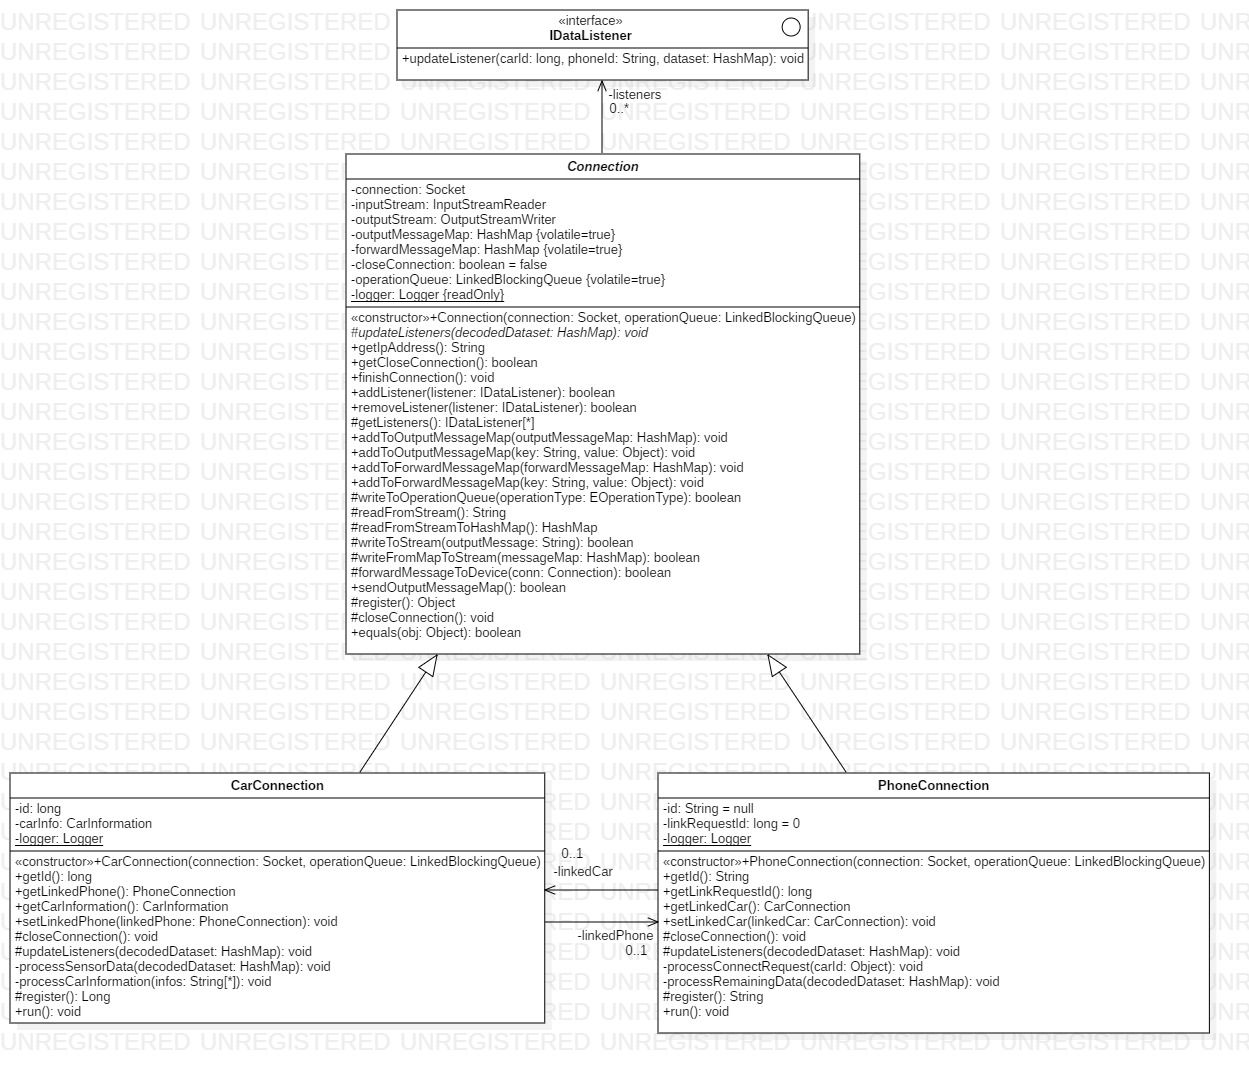 «interface»
IDataListener
+updateListener(carId: long, phoneId: String, dataset: HashMap): void
-listeners
0..*
Connection
-connection: Socket
-inputStream: InputStreamReader
-outputStream: OutputStreamWriter
-outputMessageMap: HashMap {volatile=true}
-forwardMessageMap: HashMap {volatile=true}
-closeConnection: boolean = false
-operationQueue: LinkedBlockingQueue {volatile=true}
-logger: Logger {readOnly}
«constructor»+Connection(connection: Socket, operationQueue: LinkedBlockingQueue)
#updateListeners(decodedDataset: HashMap): void
+getIpAddress(): String
+getCloseConnection(): boolean
+finishConnection(): void
+addListener(listener: IDataListener): boolean
+removeListener(listener: IDataListener): boolean
#getListeners(): IDataListener[*]
+addToOutputMessageMap(outputMessageMap: HashMap): void
+addToOutputMessageMap(key: String, value: Object): void
+addToForwardMessageMap(forwardMessageMap: HashMap): void
+addToForwardMessageMap(key: String, value: Object): void
#writeToOperationQueue(operationType: EOperationType): boolean
#readFromStream(): String
#readFromStreamToHashMap(): HashMap
#writeToStream(outputMessage: String): boolean
#writeFromMapToStream(messageMap: HashMap): boolean
#forwardMessageToDevice(conn: Connection): boolean
+sendOutputMessageMap(): boolean
#register(): Object
#closeConnection(): void
+equals(obj: Object): boolean
CarConnection
-id: long
-carInfo: CarInformation
-logger: Logger
«constructor»+CarConnection(connection: Socket, operationQueue: LinkedBlockingQueue)
+getId(): long
+getLinkedPhone(): PhoneConnection
+getCarInformation(): CarInformation
+setLinkedPhone(linkedPhone: PhoneConnection): void
#closeConnection(): void
#updateListeners(decodedDataset: HashMap): void
-processSensorData(decodedDataset: HashMap): void
-processCarInformation(infos: String[*]): void
#register(): Long
+run(): void
0..1
-linkedCar
-linkedPhone
0..1
PhoneConnection
-id: String = null
-linkRequestId: long = 0
-logger: Logger
«constructor»+PhoneConnection(connection: Socket, operationQueue: LinkedBlockingQueue)
+getId(): String
+getLinkRequestId(): long
+getLinkedCar(): CarConnection
+setLinkedCar(linkedCar: CarConnection): void
#closeConnection(): void
#updateListeners(decodedDataset: HashMap): void
-processConnectRequest(carId: Object): void
-processRemainingData(decodedDataset: HashMap): void
#register(): String
+run(): void